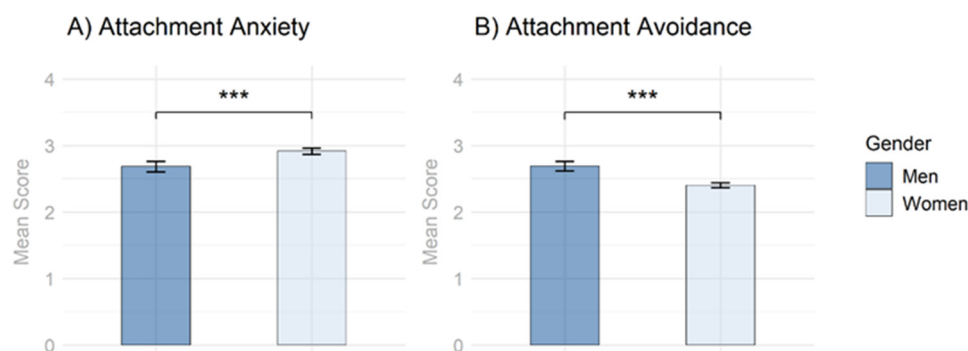 A) Attachment Anxiety
4
3
2
1
0
Mean Score
***
B) Attachment Avoidance
4
3
2
1
0
Mean Score
***
Gender
Men
Women